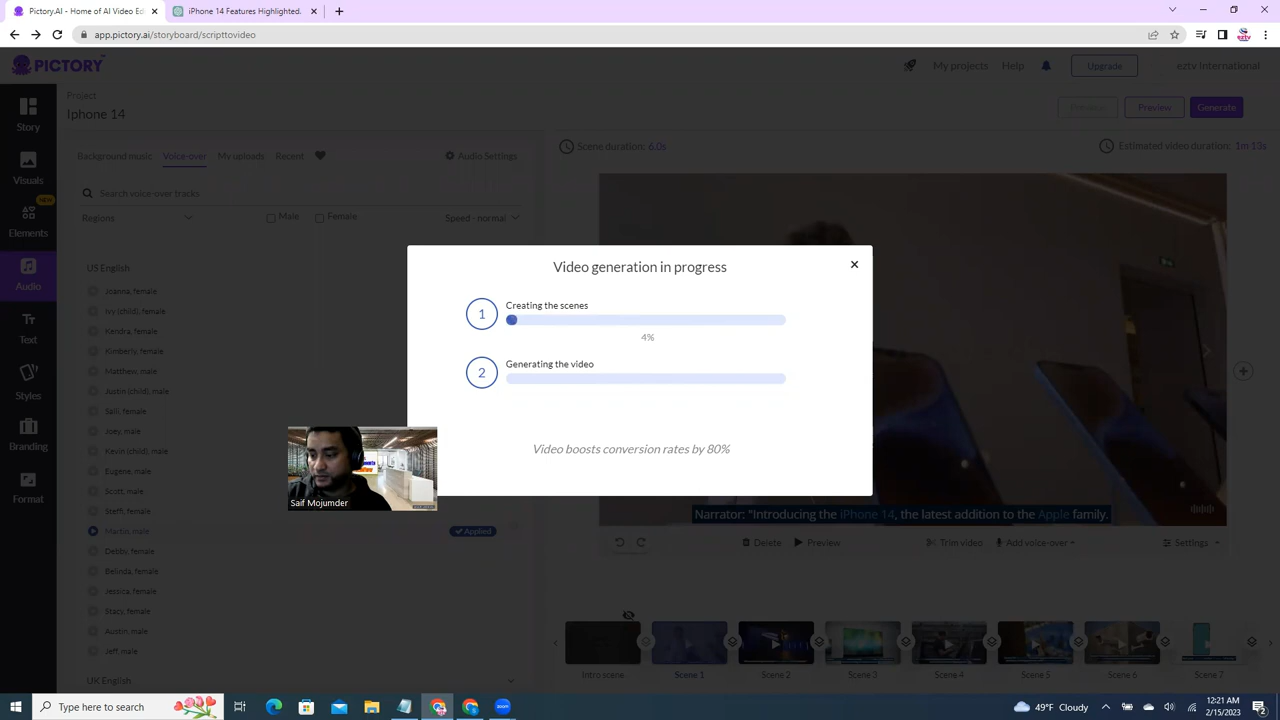 Pictory.AI - Home of AI Video Ed
iPhone 14 Features Highlighted.
app.pictory.ai/storyboard/scripttovideo
PICTORY
My projects
Help
Upgrade
eztv International
Project
Iphone 14
Preview
Generate
Story
Visuals
NEW
Elements
Audio
Text
Styles
Branding
Format
Background music
Voice-over
My uploads
Recent
Audio Settings
Search voice-over tracks
Regions
Male
Female
Speed - normal
US English
Joanna, female
Ivy (child), female
Kendra, female
Kimberly, female
Matthew, male
Justin (child), male
Salli, female
Joey, male
Kevin (child), male
Eugene, male
Scott, male
Steffi, female
Martin, male
Applied
Debby, female
Belinda, female
Jessica, female
Stacy, female
Austin, male
Jeff, male
UK English
Scene duration: 6.0s
Estimated video duration: 1m 13s
Video generation in progress
1
Creating the scenes
4%
2
Generating the video
Video boosts conversion rates by 80%
Saif Mojumder
Narrator: "Introducing the iPhone 14, the latest addition to the Apple family.
Delete
Preview
Trim video
Add voice-over
Settings
Intro scene
Scene 1
Scene 2
Scene 3
Scene 4
Scene 5
Scene 6
Scene 7
Type here to search
zoom
49°F Cloudy
12:21 AM
2/15/2023
2